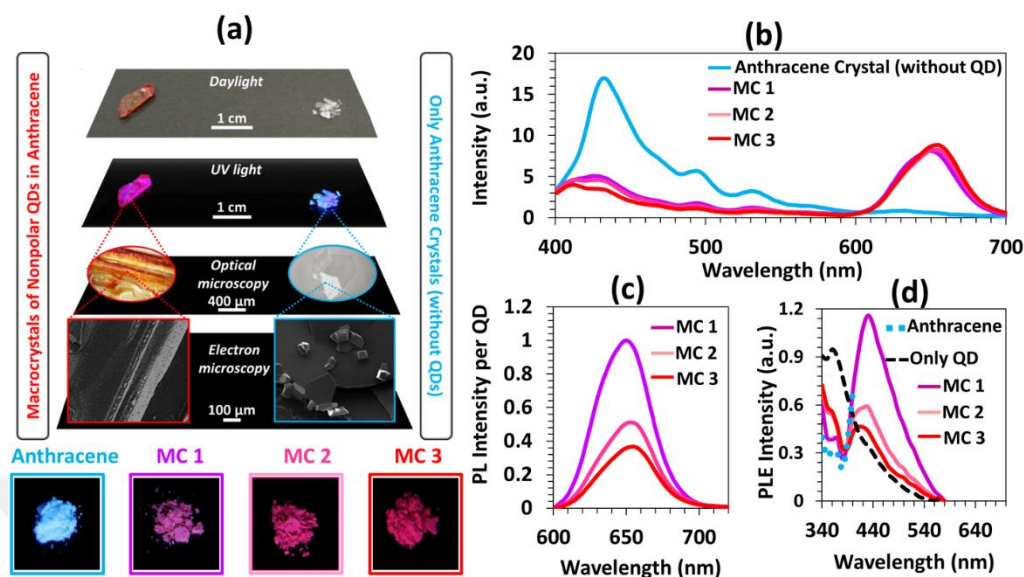 (a)
Macrocrystals of Nonpolar QDs in Anthracene
Daylight
1 cm
UV light
1 cm
Optical
microscopy
400 µm
Electron
microscopy
100 µm
Only Anthracene Crystals (without QDs)
Anthracene
MC 1
MC 2
MC 3
(b)
Intensity (a.u.)
20
15
10
5
0
Anthracene Crystal (without QD)
MC 1
MC 2
MC 3
400
500
600
700
Wavelength (nm)
(c)
PL Intensity per QD
1.2
1
0.8
0.6
0.4
0.2
0
MC 1
MC 2
MC 3
600
650
700
Wavelength (nm)
(d)
PLE Intensity (a.u.)
1.2
0.9
0.6
0.3
0
Anthracene
Only QD
MC 1
MC 2
MC 3
340
440
540
640
Wavelength (nm)